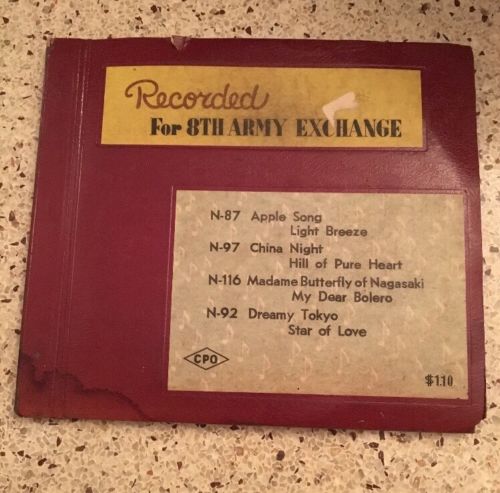 Recorded
For 8TH ARMY EXCHANGE
N-87 Apple Song
Light Breeze
N-97 China Night
Hill of Pure Heart
N-116 Madame Butterfly of Nagasaki
My Dear Bolero
N-92 Dreamy Tokyo
Star of Love
CPO
$1.10